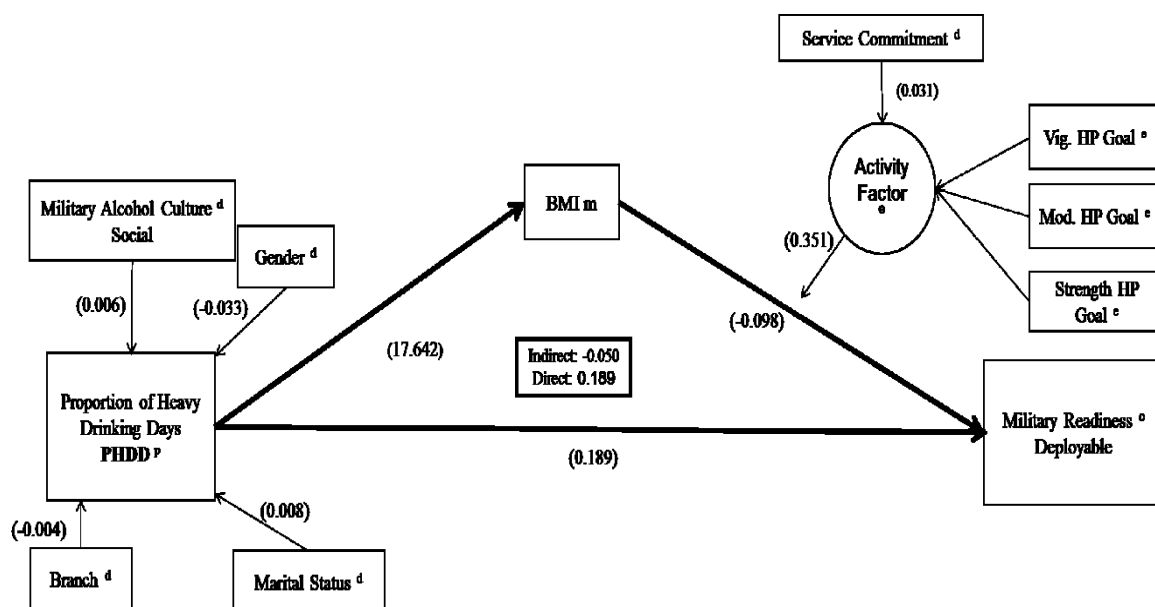 Service Commitment d
(0.031)
Vig. HP Goal e
Activity
Factor
e
Mod. HP Goal e
Strength HP
Goal e
(0.351)
BMI m
Military Alcohol Culture d
Social
Gender d
(0.006)
(-0.033)
(-0.098)
(17.642)
Indirect: -0.050
Direct: 0.189
Proportion of Heavy
Drinking Days
PHDD p
Military Readiness o
Deployable
(0.189)
(-0.004)
(0.008)
Branch d
Marital Status d